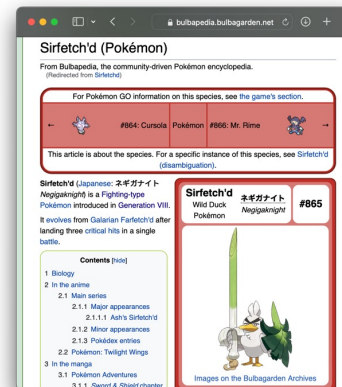 bulbapedia.bulbagarden.net
Sirfetch'd (Pokémon)
From Bulbapedia, the community-driven Pokémon encyclopedia.
(Redirected from Sirfetchd)
For Pokémon GO information on this species, see the game's section.
← #864: Cursola Pokémon #866: Mr. Rime →
This article is about the species. For a specific instance of this species, see Sirfetch'd
(disambiguation).
Sirfetch'd (Japanese: ネギガナイト
Negigaknight) is a Fighting-type
Pokémon introduced in Generation VIII.
It evolves from Galarian Farfetch'd after
landing three critical hits in a single
battle.
Contents [hide]
1 Biology
2 In the anime
2.1 Main series
2.1.1 Major appearances
2.1.1.1 Ash's Sirfetch'd
2.1.2 Minor appearances
2.1.3 Pokédex entries
2.2 Pokémon: Twilight Wings
3 In the manga
3.1 Pokémon Adventures
3.1.1 Sword & Shield chapter
Sirfetch'd
Wild Duck
Pokémon
ネギガナイト
Negigaknight
#865
Images on the Bulbagarden Archives